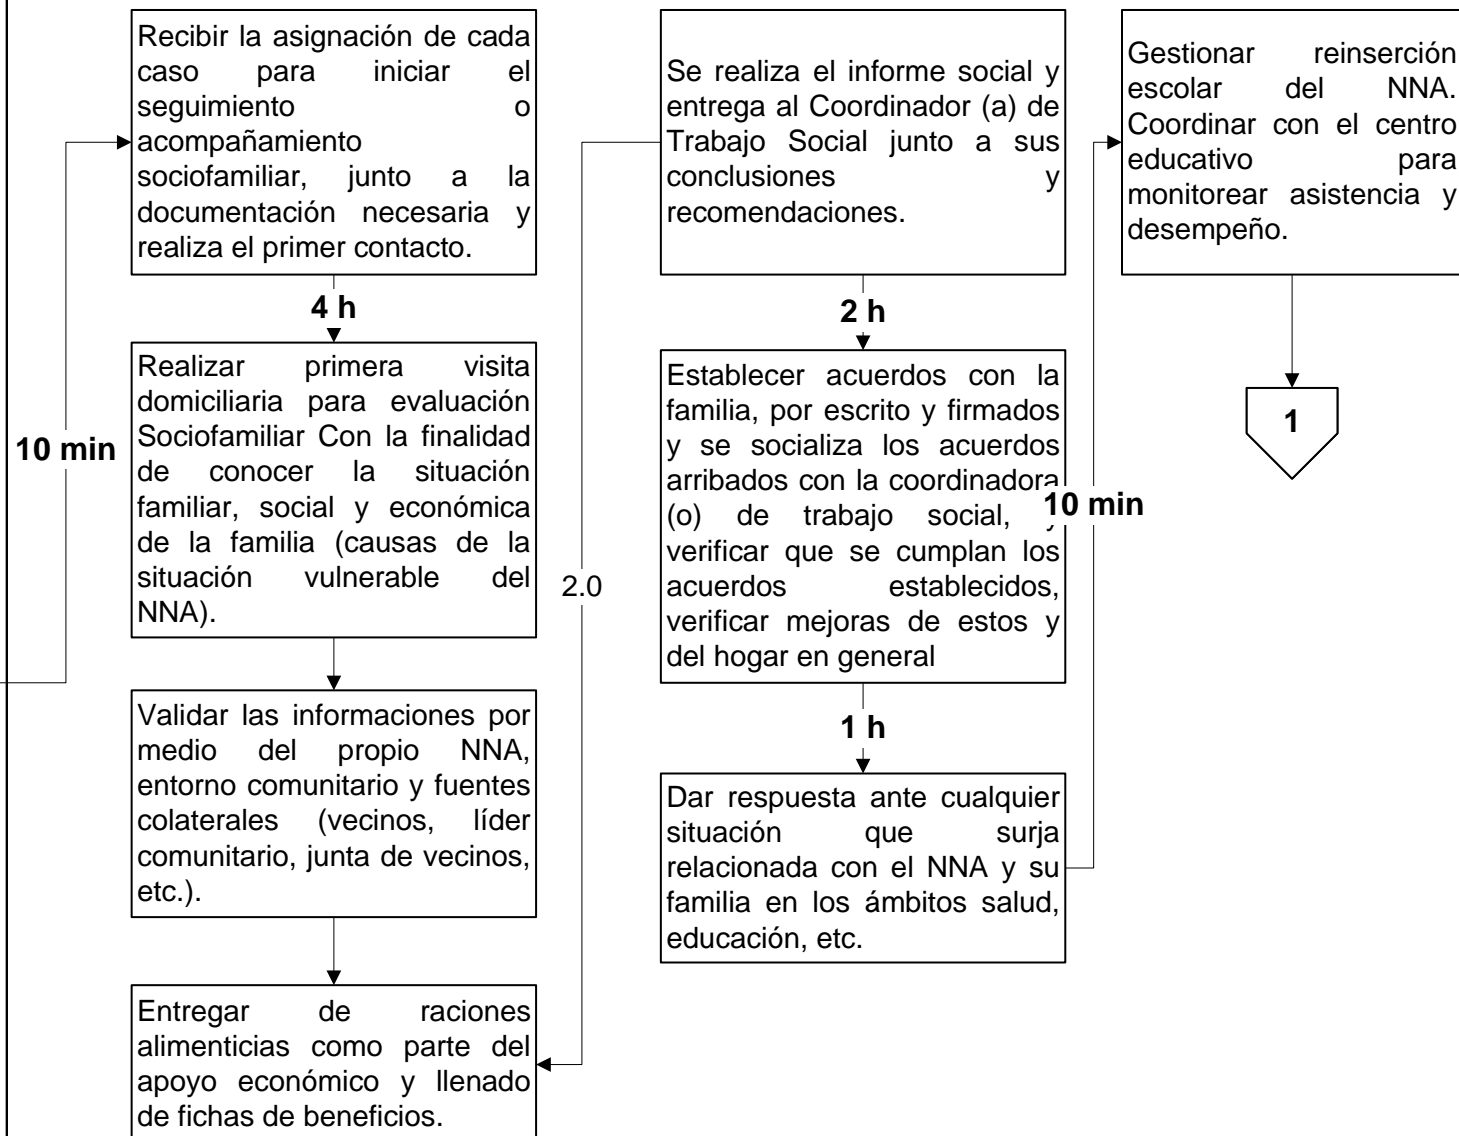 Recibir la asignación de cada
caso para iniciar el
seguimiento o
acompañamiento
sociofamiliar, junto a la
documentación necesaria y
realiza el primer contacto.
4 h
Realizar primera visita
domiciliaria para evaluación
Sociofamiliar Con la finalidad
de conocer la situación
familiar, social y económica
de la familia (causas de la
situación vulnerable del
NNA).
10 min
Validar las informaciones por
medio del propio NNA,
entorno comunitario y fuentes
colaterales (vecinos, líder
comunitario, junta de vecinos,
etc.).
Entregar de raciones
alimenticias como parte del
apoyo económico y llenado
de fichas de beneficios.
2.0
Se realiza el informe social y
entrega al Coordinador (a) de
Trabajo Social junto a sus
conclusiones y
recomendaciones.
2 h
Establecer acuerdos con la
familia, por escrito y firmados
y se socializa los acuerdos
arribados con la coordinadora
(o) de trabajo social, y
verificar que se cumplan los
acuerdos establecidos,
verificar mejoras de estos y
del hogar en general
1 h
Dar respuesta ante cualquier
situación que surja
relacionada con el NNA y su
familia en los ámbitos salud,
educación, etc.
10 min
Gestionar reinserción
escolar del NNA.
Coordinar con el centro
educativo para
monitorear asistencia y
desempeño.
1